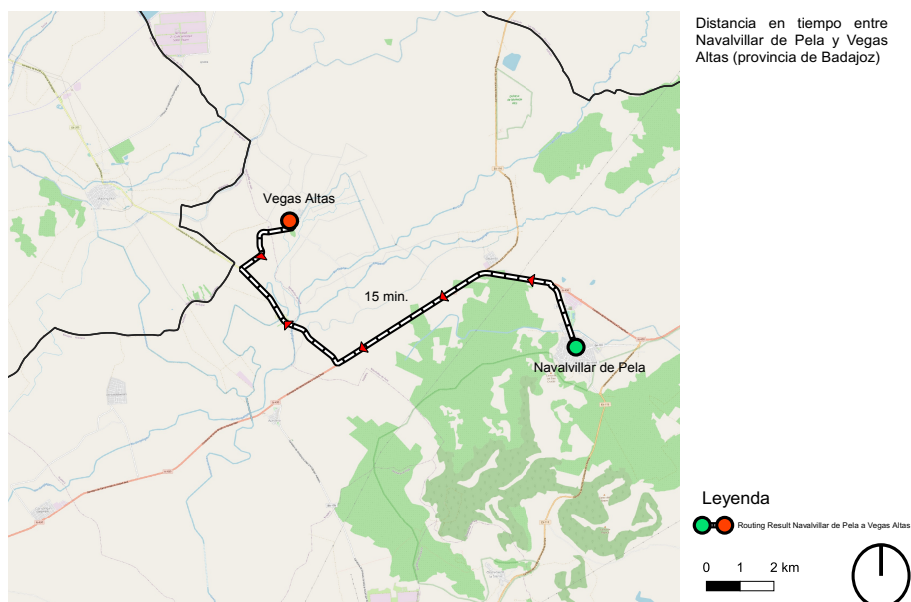 Distancia en tiempo entre
Navalvillar de Pela y Vegas
Altas (provincia de Badajoz)
Vegas Altas
15 min.
Navalvillar de Pela
Leyenda
Routing Result Navalvillar de Pela a Vegas Altas
0 1 2 km